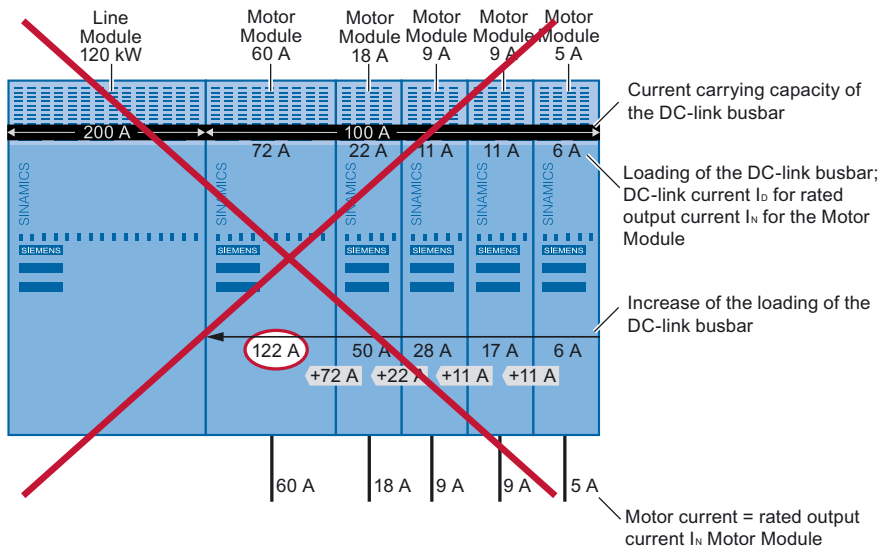 Line
Module
120 kW
Motor
Module
60 A
Motor
Module
18 A
Motor
Module
9 A
Motor
Module
9 A
Motor
Module
5 A
Current carrying capacity of
the DC-link busbar
200 A
100 A
72 A
22 A
11 A
11 A
6 A
Loading of the DC-link busbar;
DC-link current ID for rated
output current IN for the Motor
Module
SINAMICS
SINAMICS
SINAMICS
SINAMICS
SINAMICS
SINAMICS
SIEMENS
SIEMENS
SIEMENS
SIEMENS
SIEMENS
SIEMENS
Increase of the loading of the
DC-link busbar
122 A
50 A
28 A
17 A
6 A
+72 A
+22 A
+11 A
+11 A
60 A
18 A
9 A
9 A
5 A
Motor current = rated output
current IN Motor Module